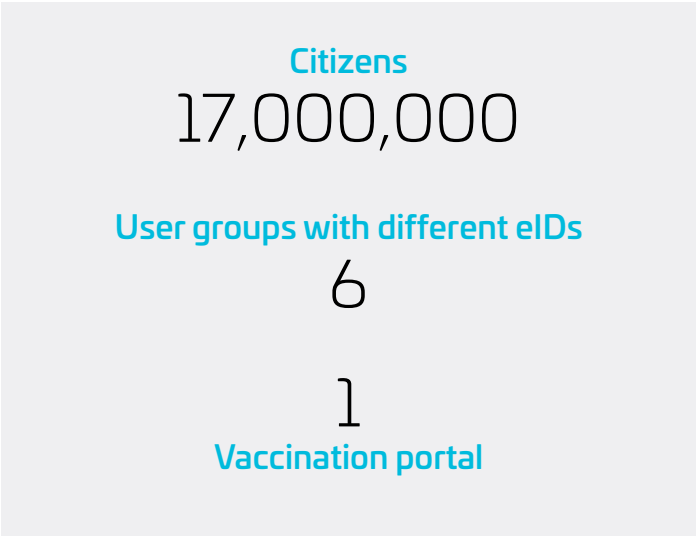 Citizens
17,000,000
User groups with different eIDs
6
1
Vaccination portal